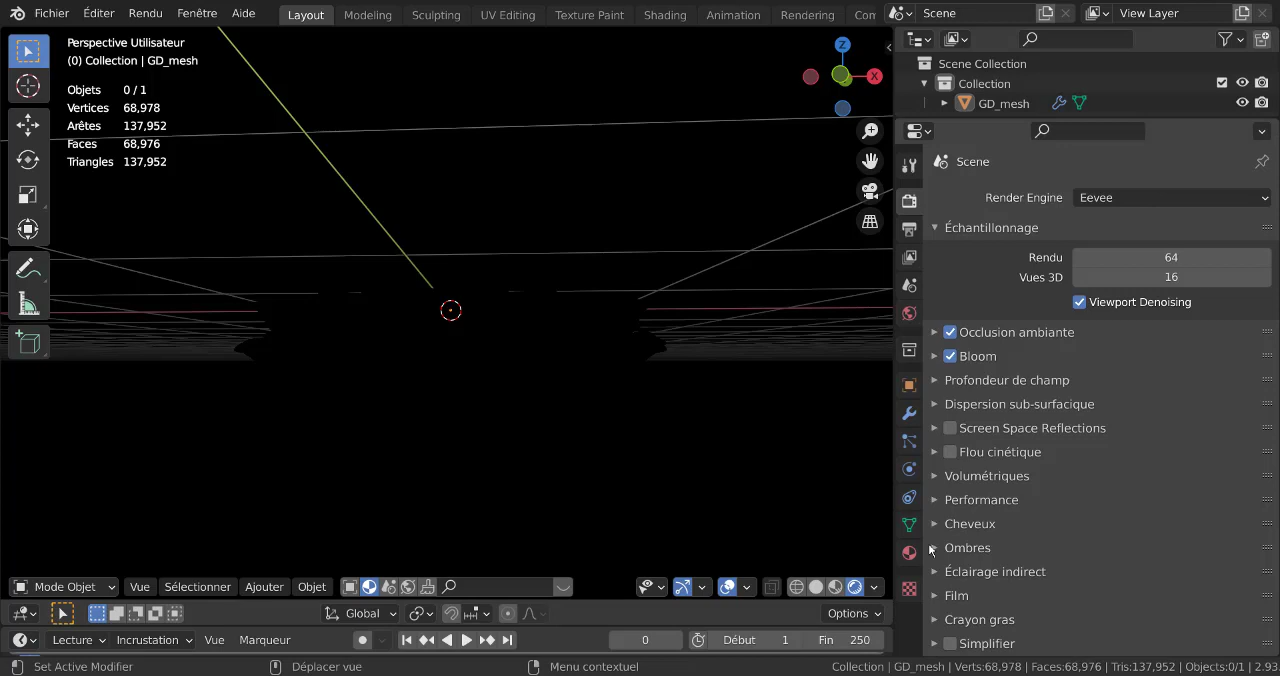 Fichier Éditer Rendu Fenêtre Aide Layout Modeling Sculpting UV Editing Texture Paint Shading Animation Rendering Com Scene View Layer
Perspective Utilisateur
(0) Collection | GD_mesh
Objets 0 / 1
Vertices 68,978
Arêtes 137,952
Faces 68,976
Triangles 137,952
Z
X
Scene Collection
Collection
GD_mesh
Scene
Render Engine Eevee
Échantillonnage
Rendu 64
Vues 3D 16
Viewport Denoising
Occlusion ambiante
Bloom
Profondeur de champ
Dispersion sub-surfacique
Screen Space Reflections
Flou cinétique
Volumétriques
Performance
Cheveux
Ombres
Éclairage indirect
Film
Crayon gras
Simplifier
Mode Objet Vue Sélectionner Ajouter Objet
Global Options
Lecture Incrustation Vue Marqueur 0 Début 1 Fin 250
Set Active Modifier Déplacer vue Menu contextuel Collection | GD_mesh | Verts:68,978 | Faces:68,976 | Tris:137,952 | Objects:0/1 | 2.93.